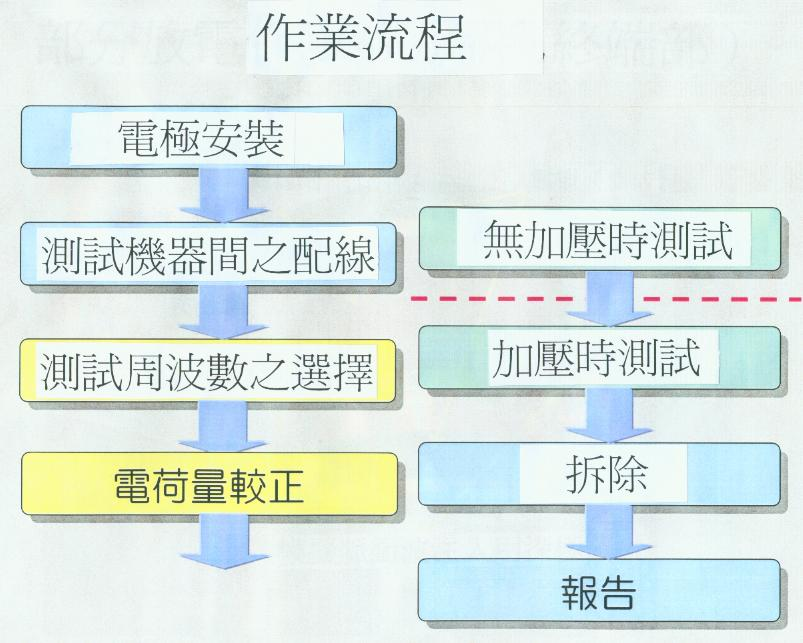 作業流程
電極安裝
測試機器間之配線
測試周波數之選擇
電荷量較正
無加壓時測試
加壓時測試
拆除
報告